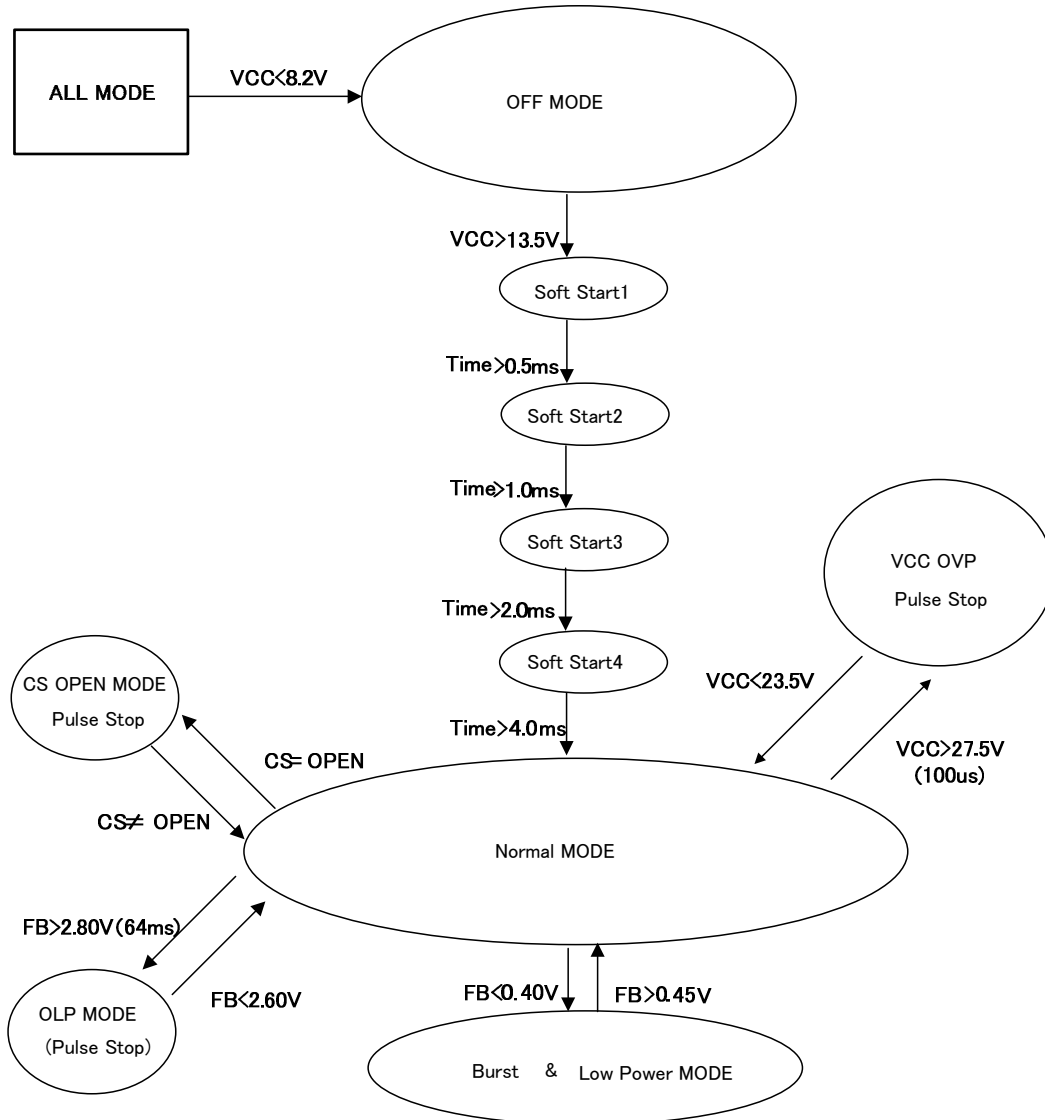 ALL MODE
VCC<8.2V
OFF MODE
VCC>13.5V
Soft Start1
Time>0.5ms
Soft Start2
Time>1.0ms
Soft Start3
Time>2.0ms
Soft Start4
Time>4.0ms
VCC OVP
Pulse Stop
VCC<23.5V
VCC>27.5V
(100us)
CS OPEN MODE
Pulse Stop
CS= OPEN
CS≠ OPEN
Normal MODE
FB>2.80V(64ms)
FB<2.60V
OLP MODE
(Pulse Stop)
FB<0.40V
FB>0.45V
Burst & Low Power MODE